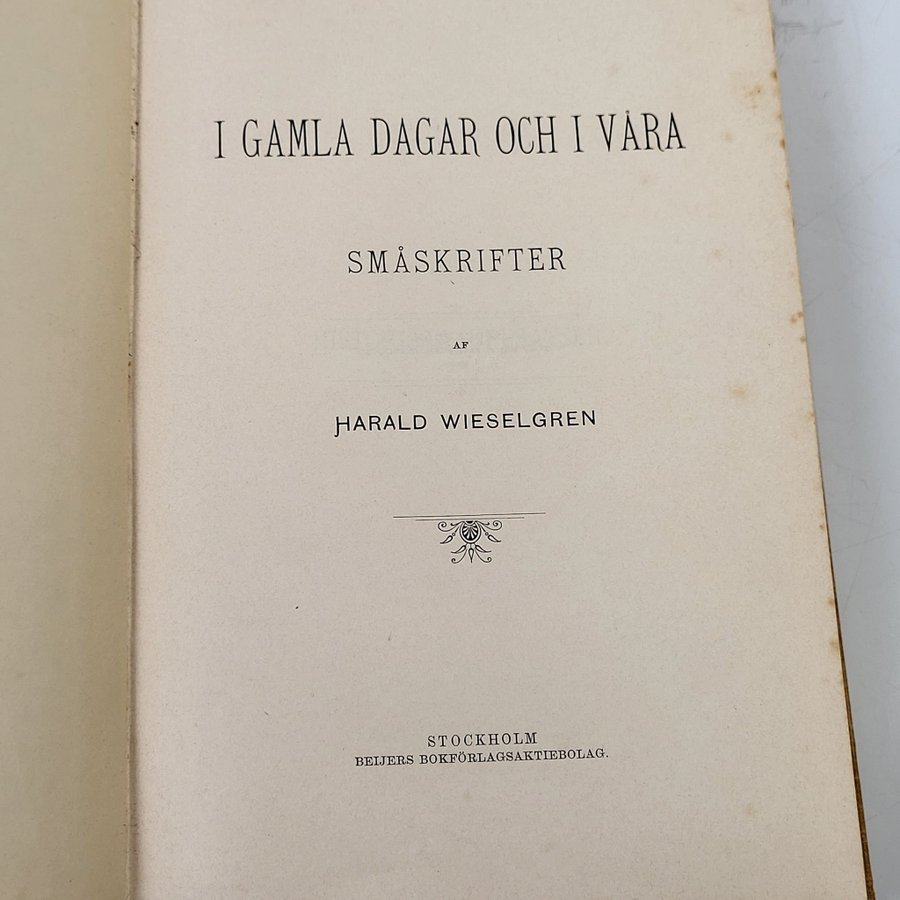 I GAMLA DAGAR OCH I VÅRA
SMÅSKRIFTER
AF
HARALD WIESELGREN
STOCKHOLM
BEIJERS BOKFÖRLAGSAKTIEBOLAG.